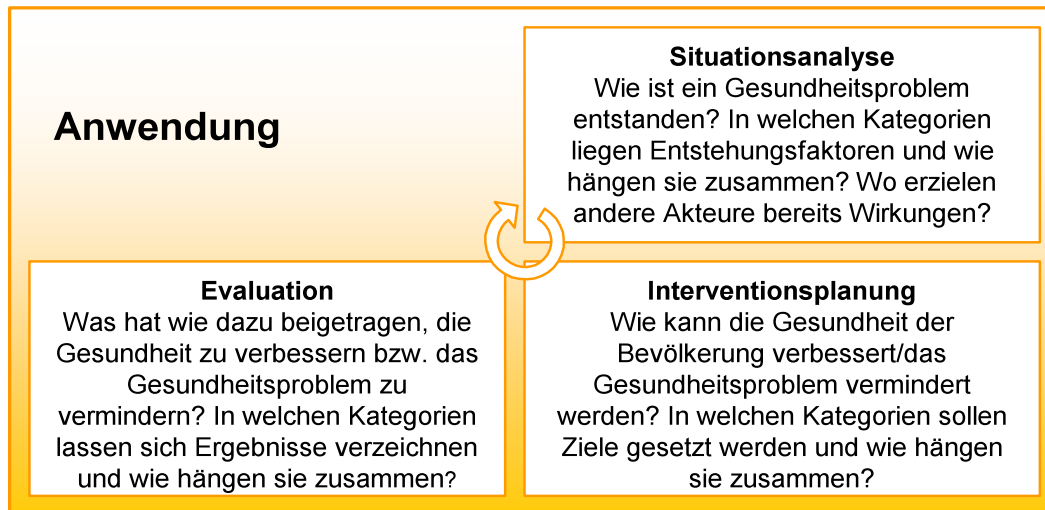 Anwendung
Situationsanalyse
Wie ist ein Gesundheitsproblem
entstanden? In welchen Kategorien
liegen Entstehungsfaktoren und wie
hängen sie zusammen? Wo erzielen
andere Akteure bereits Wirkungen?
Evaluation
Was hat wie dazu beigetragen, die
Gesundheit zu verbessern bzw. das
Gesundheitsproblem zu
vermindern? In welchen Kategorien
lassen sich Ergebnisse verzeichnen
und wie hängen sie zusammen?
Interventionsplanung
Wie kann die Gesundheit der
Bevölkerung verbessert/das
Gesundheitsproblem vermindert
werden? In welchen Kategorien sollen
Ziele gesetzt werden und wie hängen
sie zusammen?